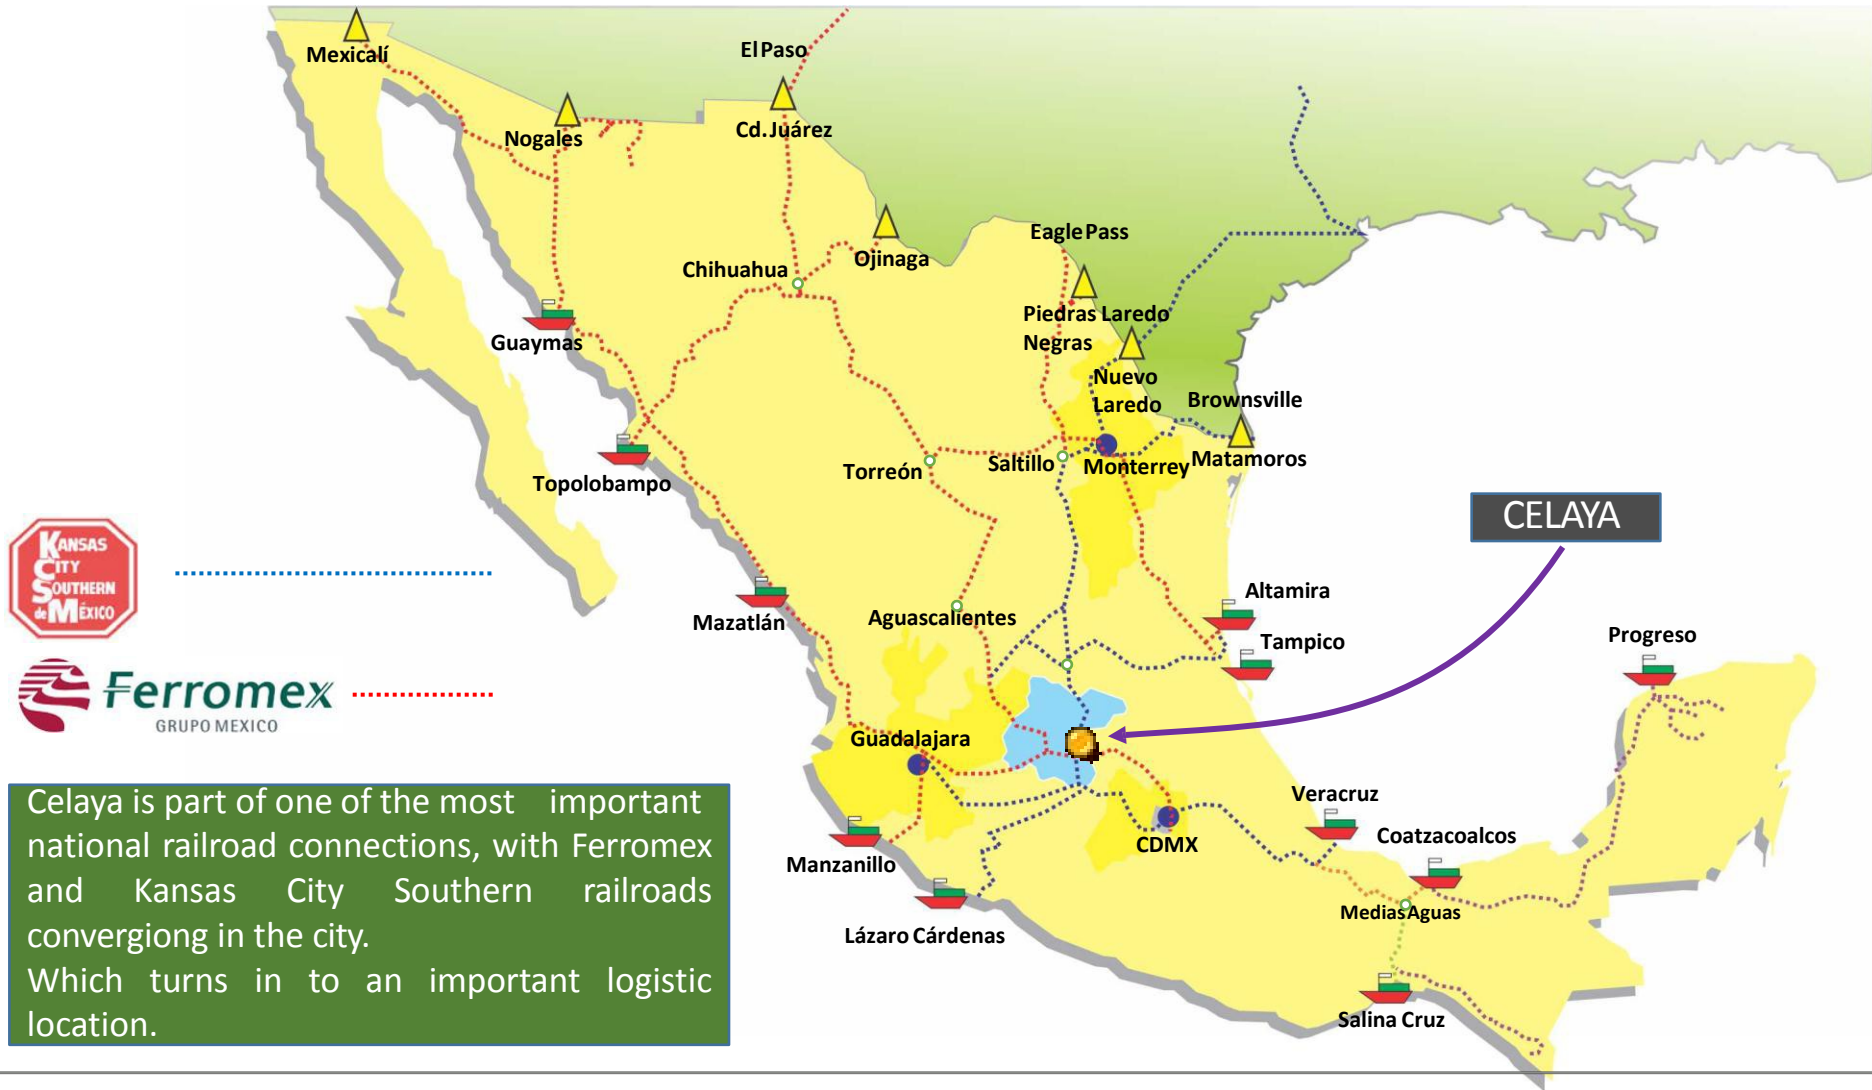 Mexicalí
El Paso
Nogales
Cd. Juárez
Eagle Pass
Ojinaga
Chihuahua
Piedras Laredo
Negras
Guaymas
Nuevo
Laredo
Brownsville
Topolobampo
Torreón
Saltillo
Monterrey
Matamoros
CELAYA
KANSAS
CITY
SOUTHERN
de MÉXICO
Mazatlán
Aguascalientes
Altamira
Tampico
Progreso
Ferromex
GRUPO MEXICO
Guadalajara
Veracruz
Coatzacoalcos
CDMX
Manzanillo
Medias Aguas
Lázaro Cárdenas
Salina Cruz
Celaya is part of one of the most important
national railroad connections, with Ferromex
and Kansas City Southern railroads
convergiong in the city.
Which turns in to an important logistic
location.